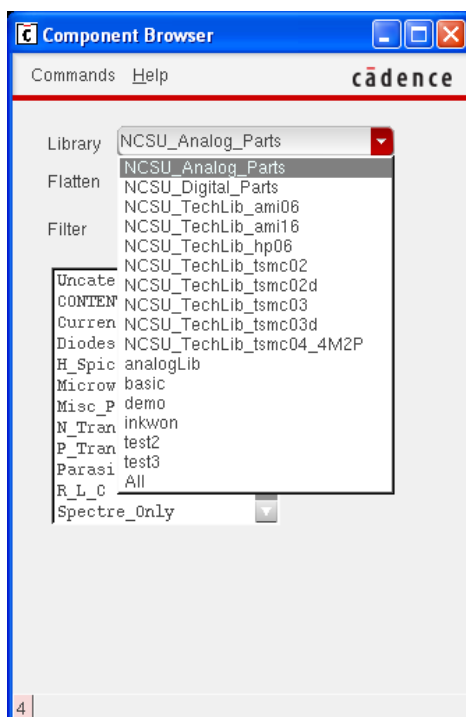 Component Browser
Commands Help cādence
Library NCSU_Analog_Parts
NCSU_Analog_Parts
Flatten NCSU_Digital_Parts
NCSU_TechLib_ami06
NCSU_TechLib_ami16
Filter NCSU_TechLib_hp06
NCSU_TechLib_tsmc02
Uncate NCSU_TechLib_tsmc02d
CONTENT NCSU_TechLib_tsmc03
Curren NCSU_TechLib_tsmc03d
Diodes NCSU_TechLib_tsmc04_4M2P
H_Spic analogLib
Microw basic
Misc_P demo
N_Tran inkwon
P_Tran test2
Parasi test3
R_L_C All
Spectre_Only
4